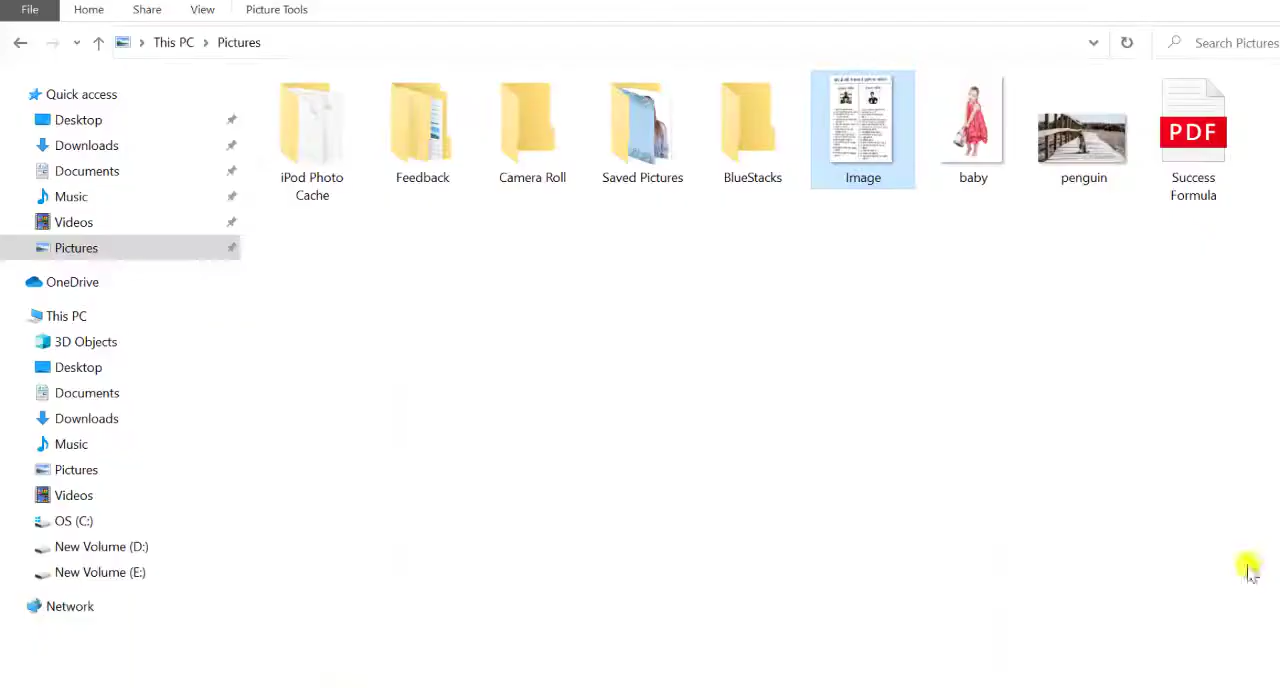 File Home Share View Picture Tools
This PC Pictures
Search Pictures
Quick access
Desktop
Downloads
Documents
Music
Videos
Pictures
OneDrive
This PC
3D Objects
Desktop
Documents
Downloads
Music
Pictures
Videos
OS (C:)
New Volume (D:)
New Volume (E:)
Network
iPod Photo
Cache
Feedback
Camera Roll
Saved Pictures
BlueStacks
Image
baby
penguin
PDF
Success
Formula